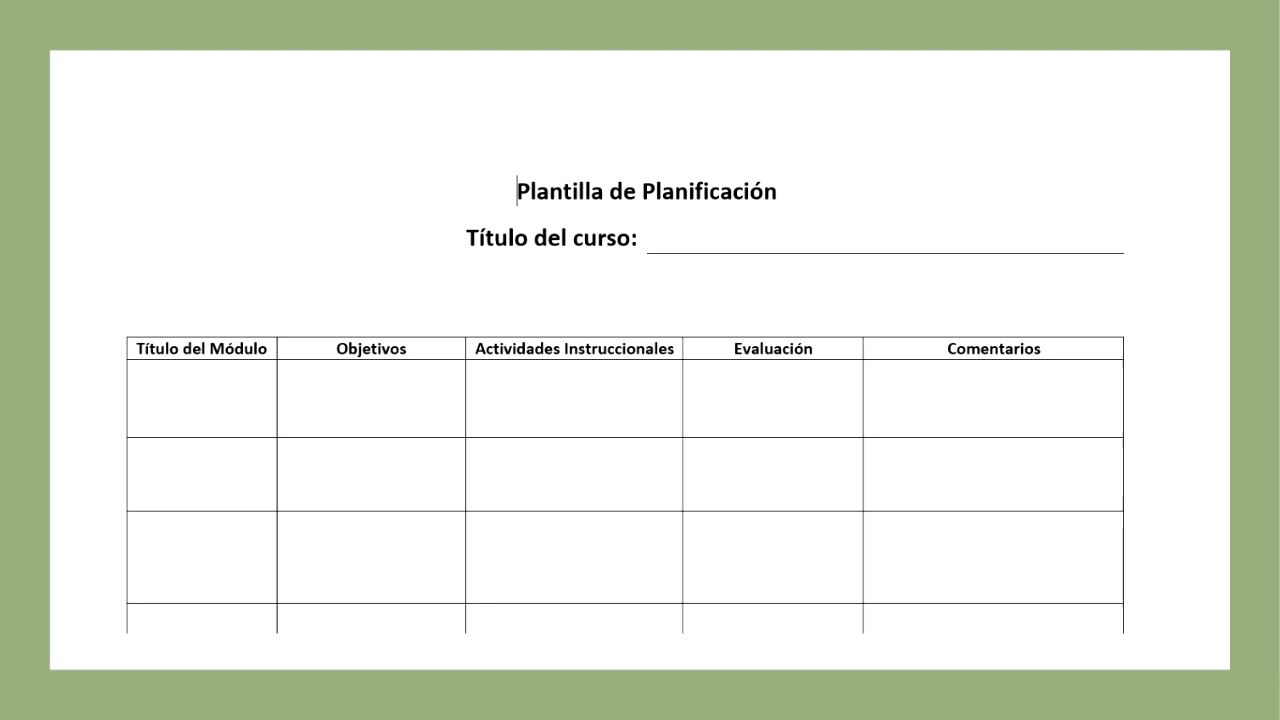 Plantilla de Planificación
Título del curso:
Título del Módulo Objetivos Actividades Instruccionales Evaluación Comentarios